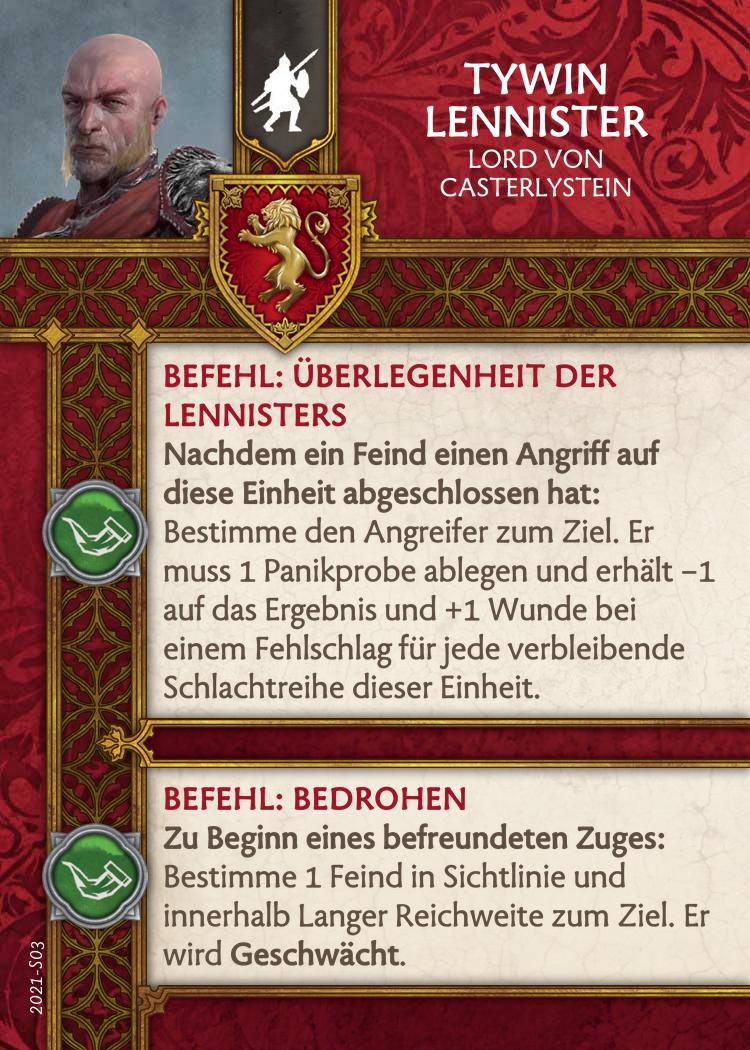 TYWIN
LENNISTER
LORD VON
CASTERLYSTEIN
BEFEHL: ÜBERLEGENHEIT DER
LENNISTERS
Nachdem ein Feind einen Angriff auf
diese Einheit abgeschlossen hat:
Bestimme den Angreifer zum Ziel. Er
muss 1 Panikprobe ablegen und erhält −1
auf das Ergebnis und +1 Wunde bei
einem Fehlschlag für jede verbleibende
Schlachtreihe dieser Einheit.
BEFEHL: BEDROHEN
Zu Beginn eines befreundeten Zuges:
Bestimme 1 Feind in Sichtlinie und
innerhalb Langer Reichweite zum Ziel. Er
wird Geschwächt.
2021-S03